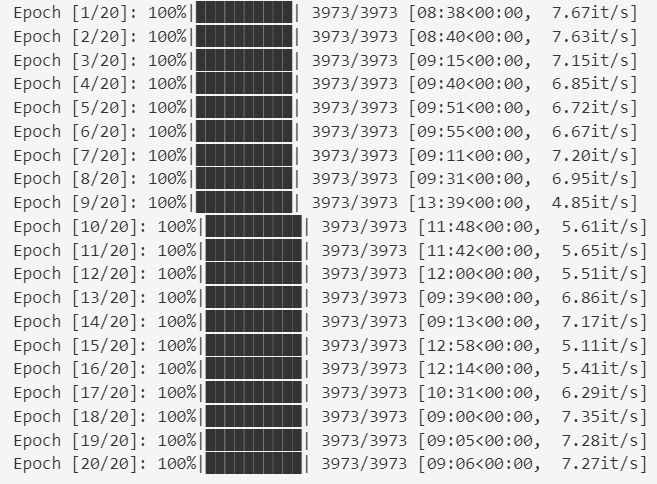 Epoch [1/20]: 100%|██████████| 3973/3973 [08:38<00:00,  7.67it/s]
Epoch [2/20]: 100%|██████████| 3973/3973 [08:40<00:00,  7.63it/s]
Epoch [3/20]: 100%|██████████| 3973/3973 [09:15<00:00,  7.15it/s]
Epoch [4/20]: 100%|██████████| 3973/3973 [09:40<00:00,  6.85it/s]
Epoch [5/20]: 100%|██████████| 3973/3973 [09:51<00:00,  6.72it/s]
Epoch [6/20]: 100%|██████████| 3973/3973 [09:55<00:00,  6.67it/s]
Epoch [7/20]: 100%|██████████| 3973/3973 [09:11<00:00,  7.20it/s]
Epoch [8/20]: 100%|██████████| 3973/3973 [09:31<00:00,  6.95it/s]
Epoch [9/20]: 100%|██████████| 3973/3973 [13:39<00:00,  4.85it/s]
Epoch [10/20]: 100%|██████████| 3973/3973 [11:48<00:00,  5.61it/s]
Epoch [11/20]: 100%|██████████| 3973/3973 [11:42<00:00,  5.65it/s]
Epoch [12/20]: 100%|██████████| 3973/3973 [12:00<00:00,  5.51it/s]
Epoch [13/20]: 100%|██████████| 3973/3973 [09:39<00:00,  6.86it/s]
Epoch [14/20]: 100%|██████████| 3973/3973 [09:13<00:00,  7.17it/s]
Epoch [15/20]: 100%|██████████| 3973/3973 [12:58<00:00,  5.11it/s]
Epoch [16/20]: 100%|██████████| 3973/3973 [12:14<00:00,  5.41it/s]
Epoch [17/20]: 100%|██████████| 3973/3973 [10:31<00:00,  6.29it/s]
Epoch [18/20]: 100%|██████████| 3973/3973 [09:00<00:00,  7.35it/s]
Epoch [19/20]: 100%|██████████| 3973/3973 [09:05<00:00,  7.28it/s]
Epoch [20/20]: 100%|██████████| 3973/3973 [09:06<00:00,  7.27it/s]